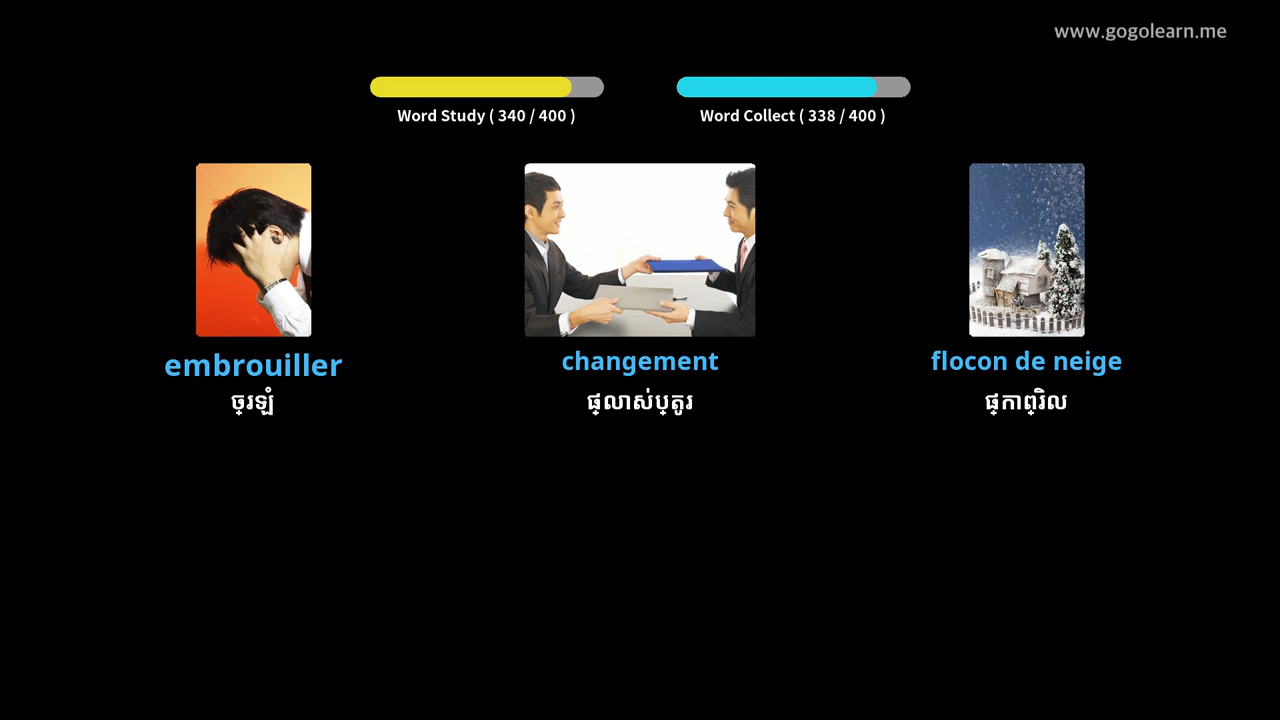 www.gogolearn.me
Word Study ( 340 / 400 )
Word Collect ( 338 / 400 )
embrouiller
ច្រឡំ
changement
ផ្លាស់ប្តូរ
flocon de neige
ផ្កាព្រិល